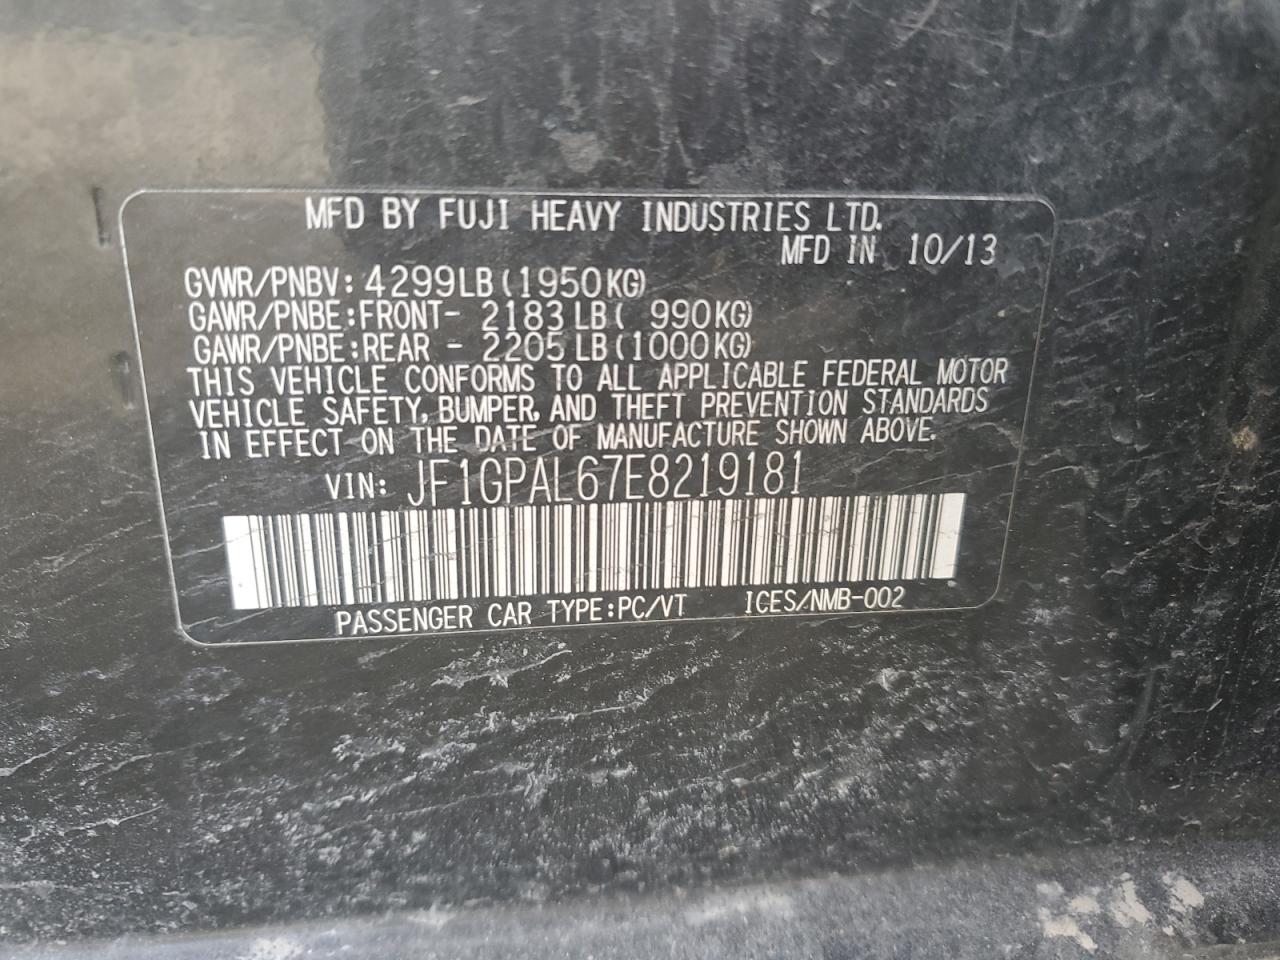 MFD BY FUJI HEAVY INDUSTRIES LTD.
MFD IN 10/13
GVWR/PNBV: 4299LB (1950KG)
GAWR/PNBE: FRONT- 2183 LB ( 990KG)
GAWR/PNBE: REAR - 2205 LB (1000KG)
THIS VEHICLE CONFORMS TO ALL APPLICABLE FEDERAL MOTOR
VEHICLE SAFETY, BUMPER, AND THEFT PREVENTION STANDARDS
IN EFFECT ON THE DATE OF MANUFACTURE SHOWN ABOVE.
VIN: JF1GPAL67E8219181
PASSENGER CAR TYPE: PC/VT ICES/NMB-002